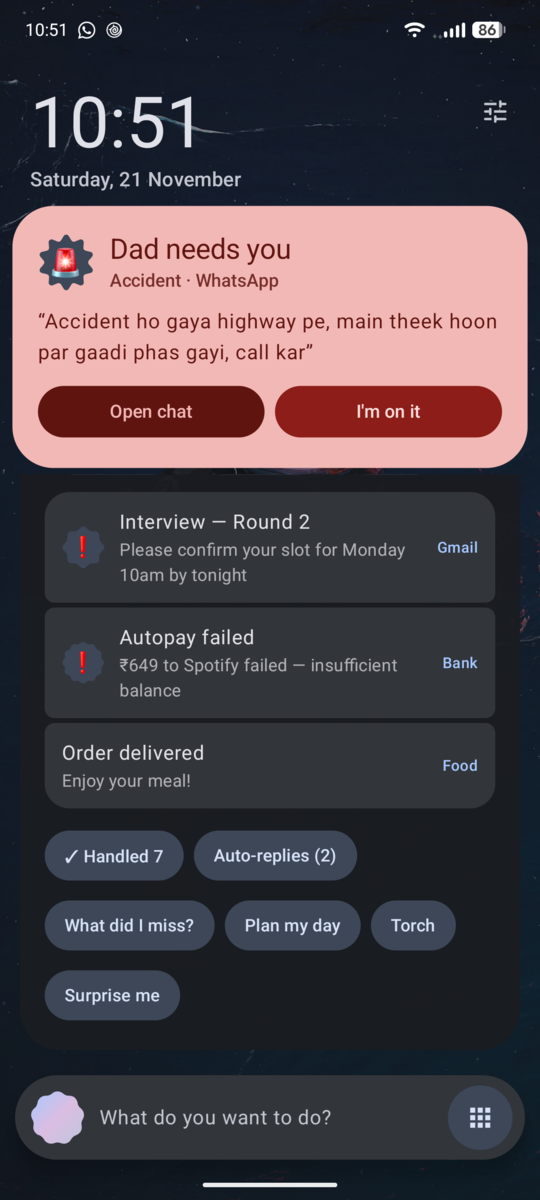 10:51
86
10:51
Saturday, 21 November
Dad needs you
Accident · WhatsApp
“Accident ho gaya highway pe, main theek hoon
par gaadi phas gayi, call kar”
Open chat
I'm on it
Interview — Round 2
Please confirm your slot for Monday
10am by tonight
Gmail
Autopay failed
₹649 to Spotify failed — insufficient
balance
Bank
Order delivered
Enjoy your meal!
Food
✓ Handled 7
Auto-replies (2)
What did I miss?
Plan my day
Torch
Surprise me
What do you want to do?